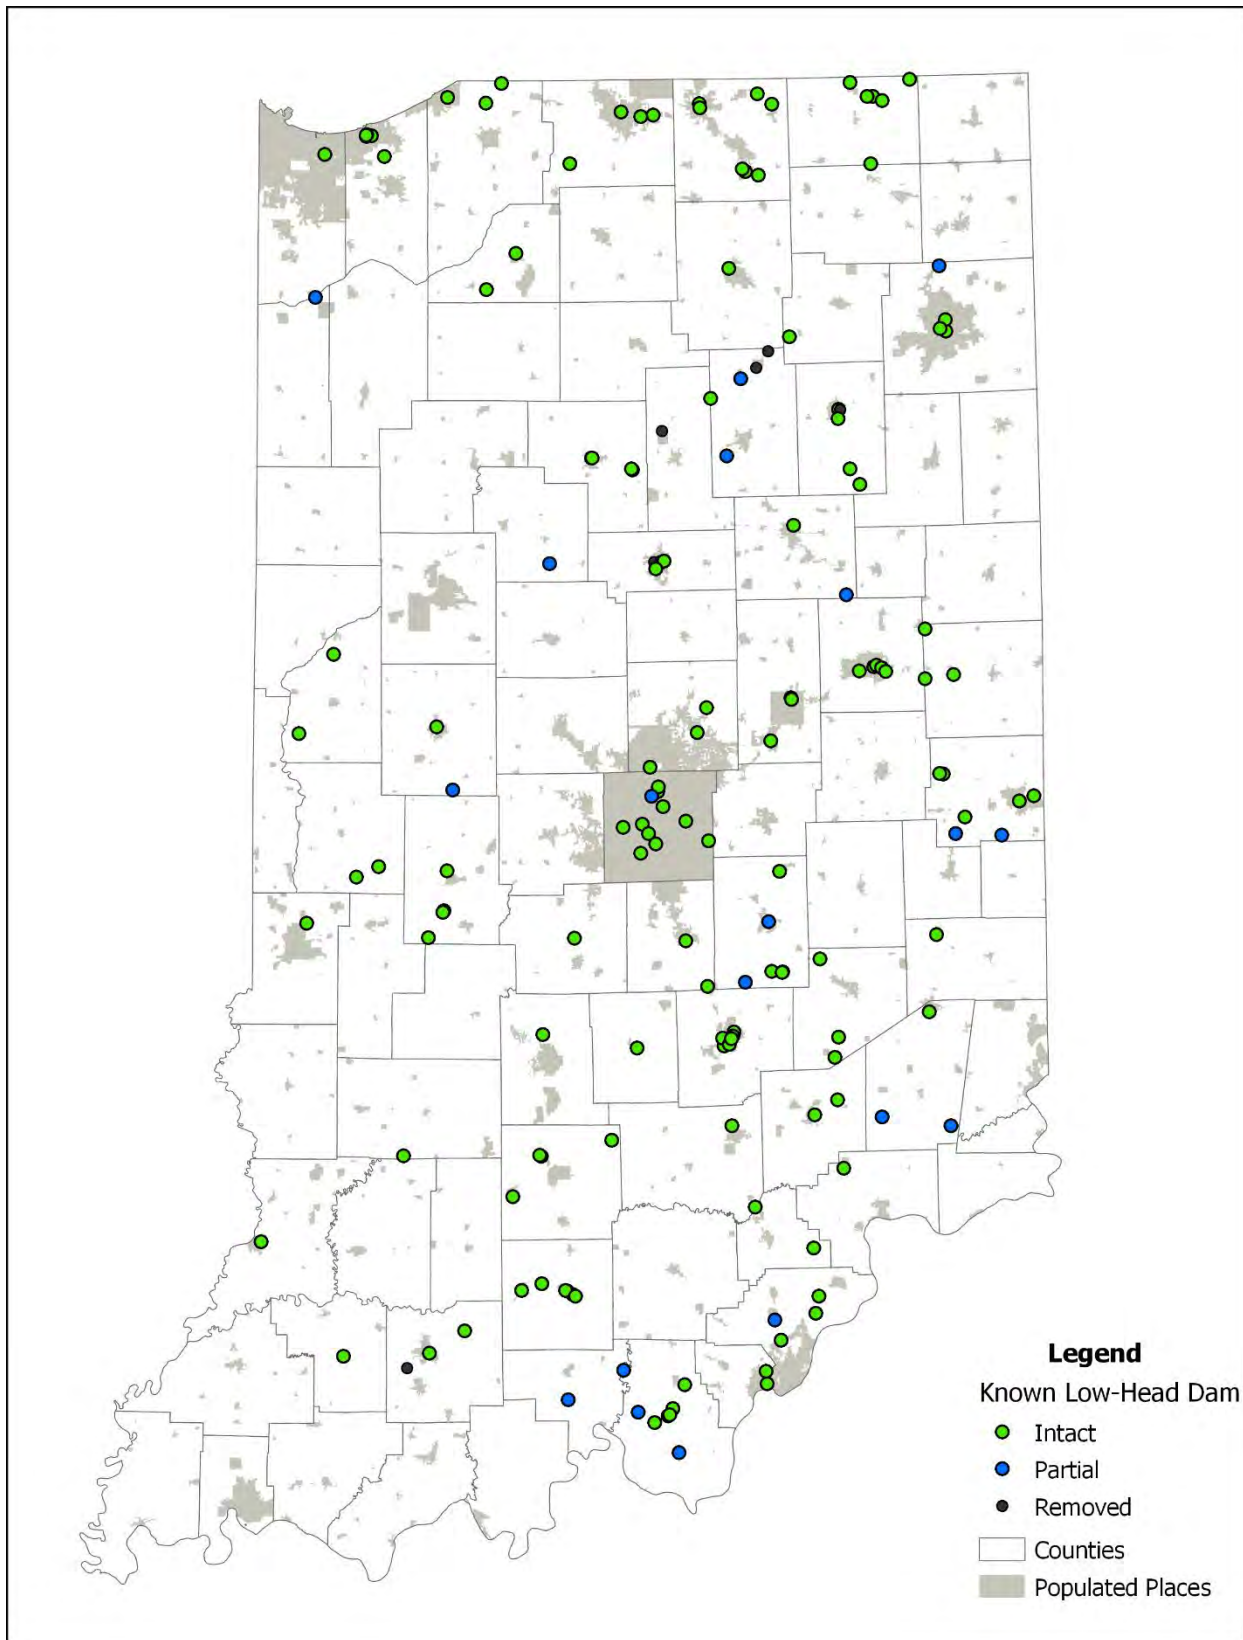 Legend
Known Low-Head Dam
Intact
Partial
Removed
Counties
Populated Places